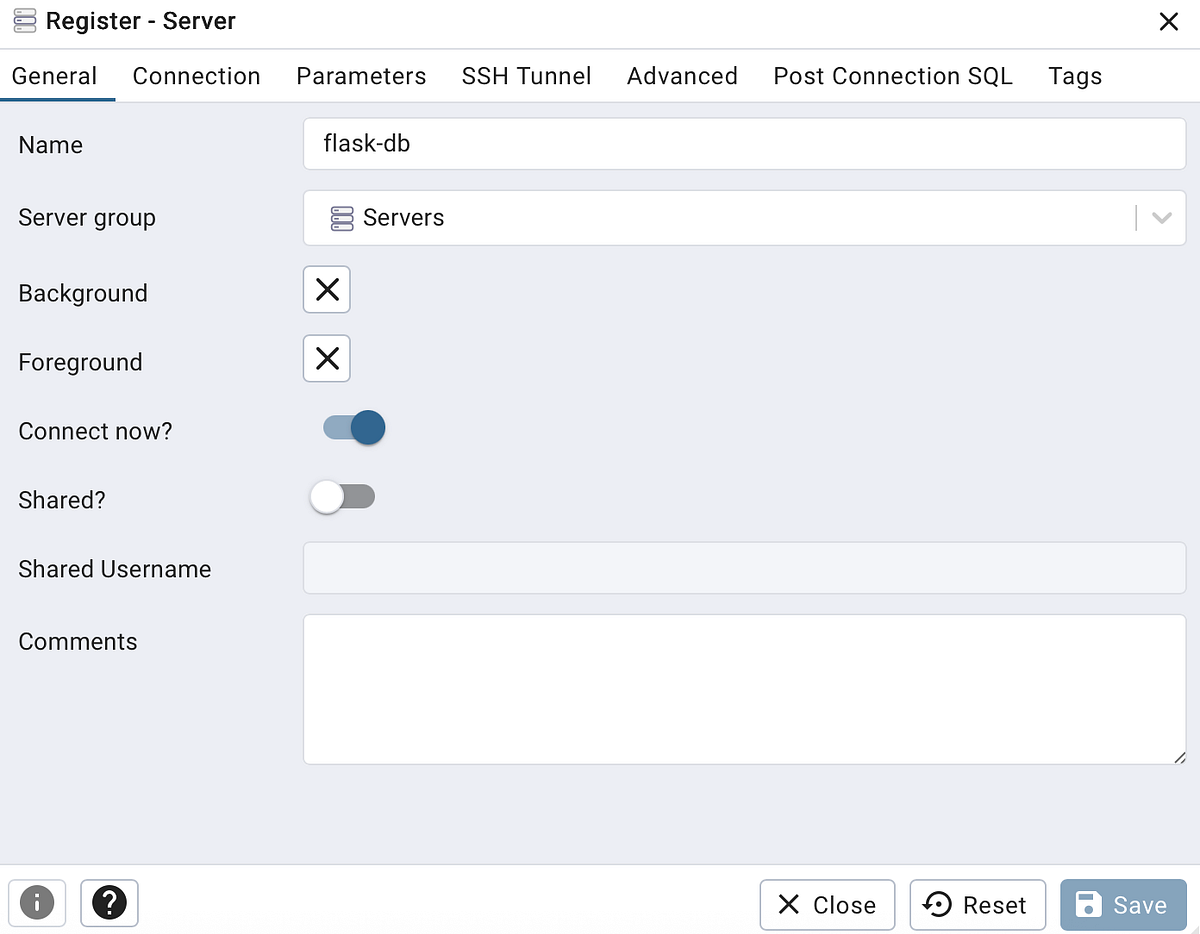 Register - Server
General Connection Parameters SSH Tunnel Advanced Post Connection SQL Tags
Name flask-db
Server group Servers
Background
Foreground
Connect now?
Shared?
Shared Username
Comments
Close Reset Save